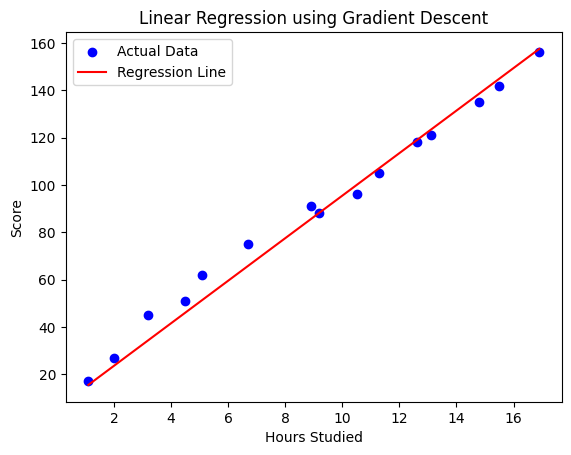 Linear Regression using Gradient Descent
Actual Data
Regression Line
Score
160
140
120
100
80
60
40
20
2 4 6 8 10 12 14 16
Hours Studied